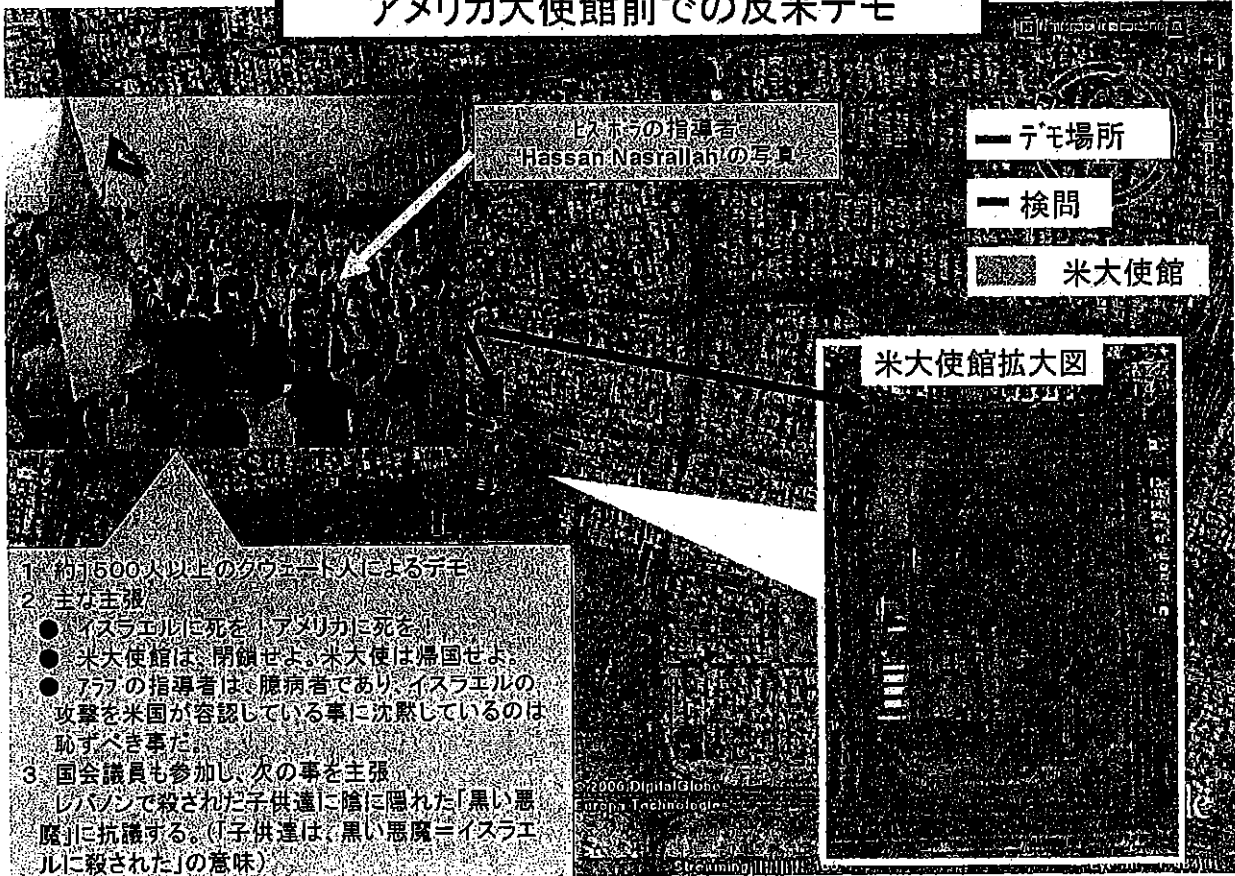 アメリカ大使館前での反米デモ
ヒズボラの指導者
Hassan Nasrallah の写真
デモ場所
検問
米大使館
米大使館拡大図
1 約1500人以上のクウェート人によるデモ
2 主な主張
● イスラエルに死を!アメリカに死を!
● 米大使館は、閉鎖せよ。米大使は帰国せよ。
● アラブの指導者は、臆病者であり、イスラエルの
攻撃を米国が容認している事に沈黙しているのは
恥ずべき事だ。
3 国会議員も参加し、次の事を主張
レバノンで殺された子供達に陰に隠れた「黒い悪
魔」に抗議する。(「子供達は、黒い悪魔=イスラエ
ルに殺された」の意味)
2006 DigitalGlobe
Europa Technologies